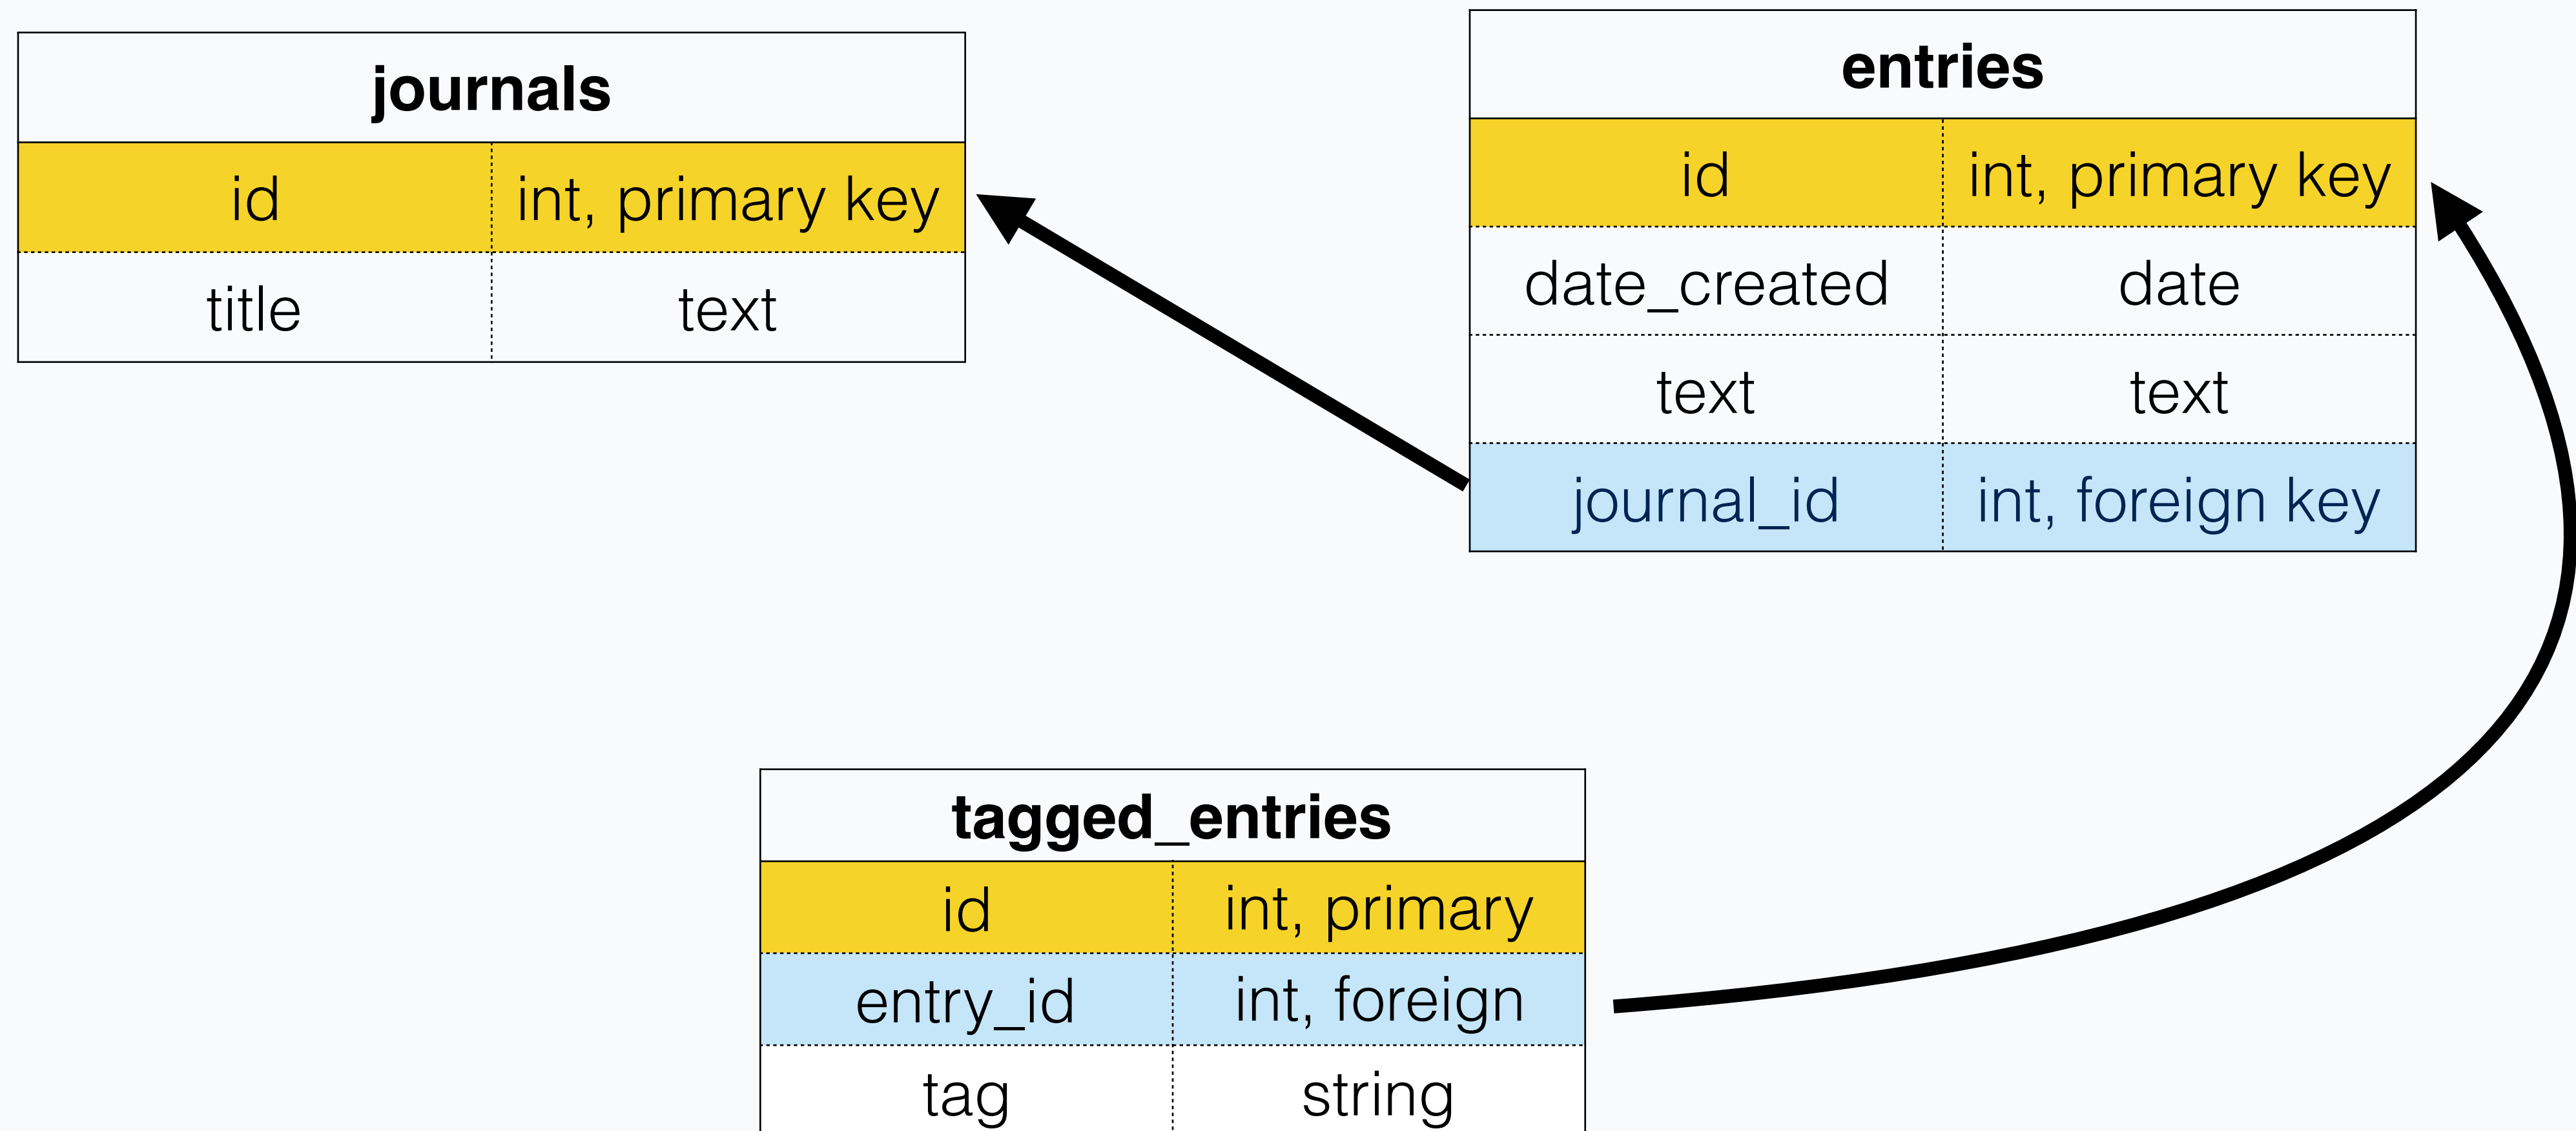 journals
id int, primary key
title text
entries
id int, primary key
date_created date
text text
journal_id int, foreign key
tagged_entries
id int, primary
entry_id int, foreign
tag string